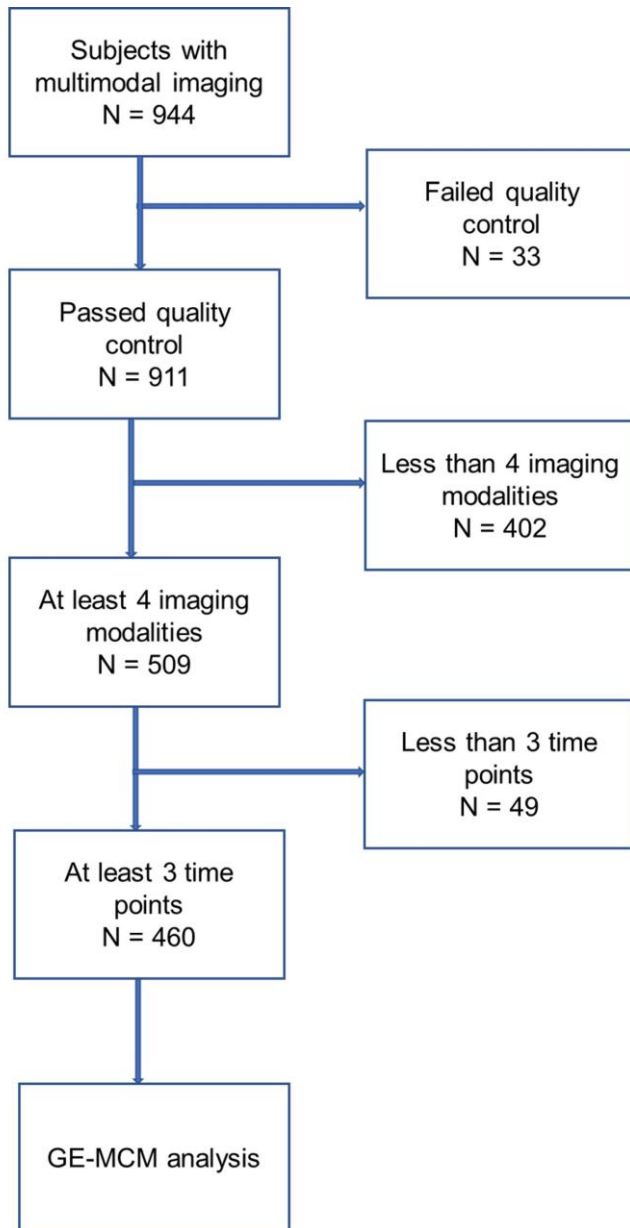 Subjects with
multimodal imaging
N = 944
Failed quality
control
N = 33
Passed quality
control
N = 911
Less than 4 imaging
modalities
N = 402
At least 4 imaging
modalities
N = 509
Less than 3 time
points
N = 49
At least 3 time
points
N = 460
GE-MCM analysis